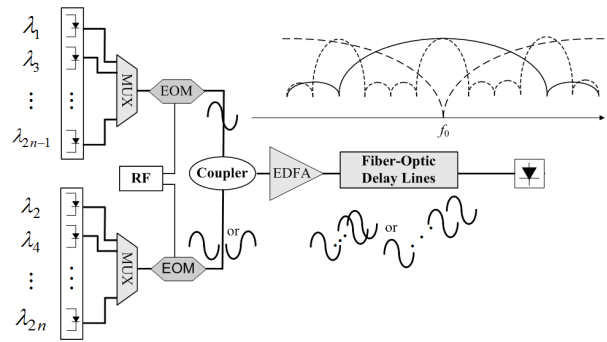 λ1
λ3
⋮
⋮
λ2n−1
MUX
EOM
RF
Coupler
EDFA
Fiber-Optic
Delay Lines
f0
λ2
λ4
⋮
⋮
λ2n
MUX
EOM
or
or